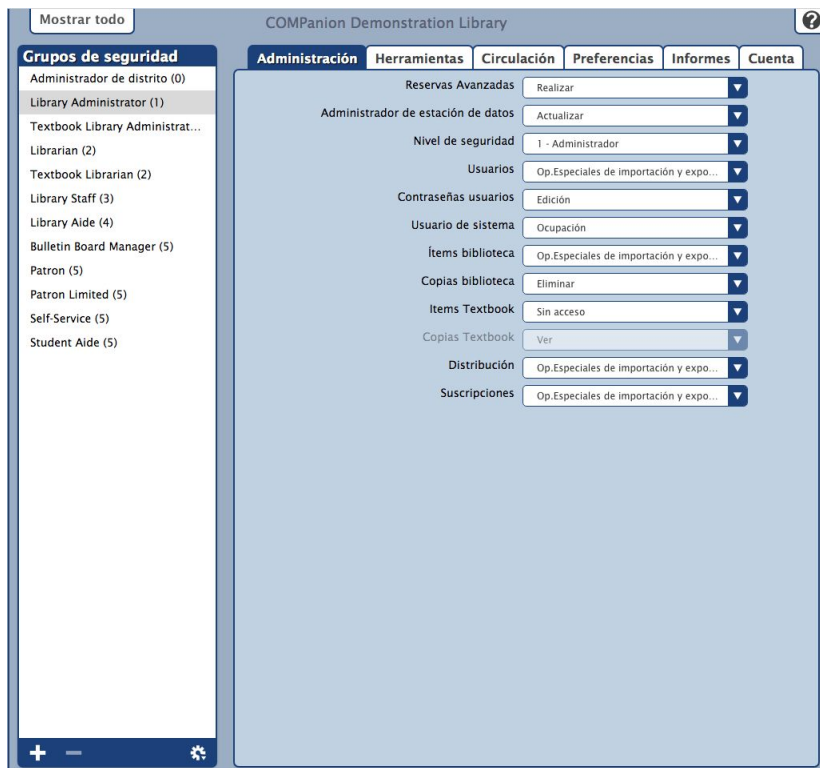 Mostrar todo
COMPanion Demonstration Library
?
Grupos de seguridad
Administrador de distrito (0)
Library Administrator (1)
Textbook Library Administrat...
Librarian (2)
Textbook Librarian (2)
Library Staff (3)
Library Aide (4)
Bulletin Board Manager (5)
Patron (5)
Patron Limited (5)
Self-Service (5)
Student Aide (5)
Administración Herramientas Circulación Preferencias Informes Cuenta
Reservas Avanzadas Realizar
Administrador de estación de datos Actualizar
Nivel de seguridad 1 - Administrador
Usuarios Op.Especiales de importación y expo...
Contraseñas usuarios Edición
Usuario de sistema Ocupación
Ítems biblioteca Op.Especiales de importación y expo...
Copias biblioteca Eliminar
Items Textbook Sin acceso
Copias Textbook Ver
Distribución Op.Especiales de importación y expo...
Suscripciones Op.Especiales de importación y expo...